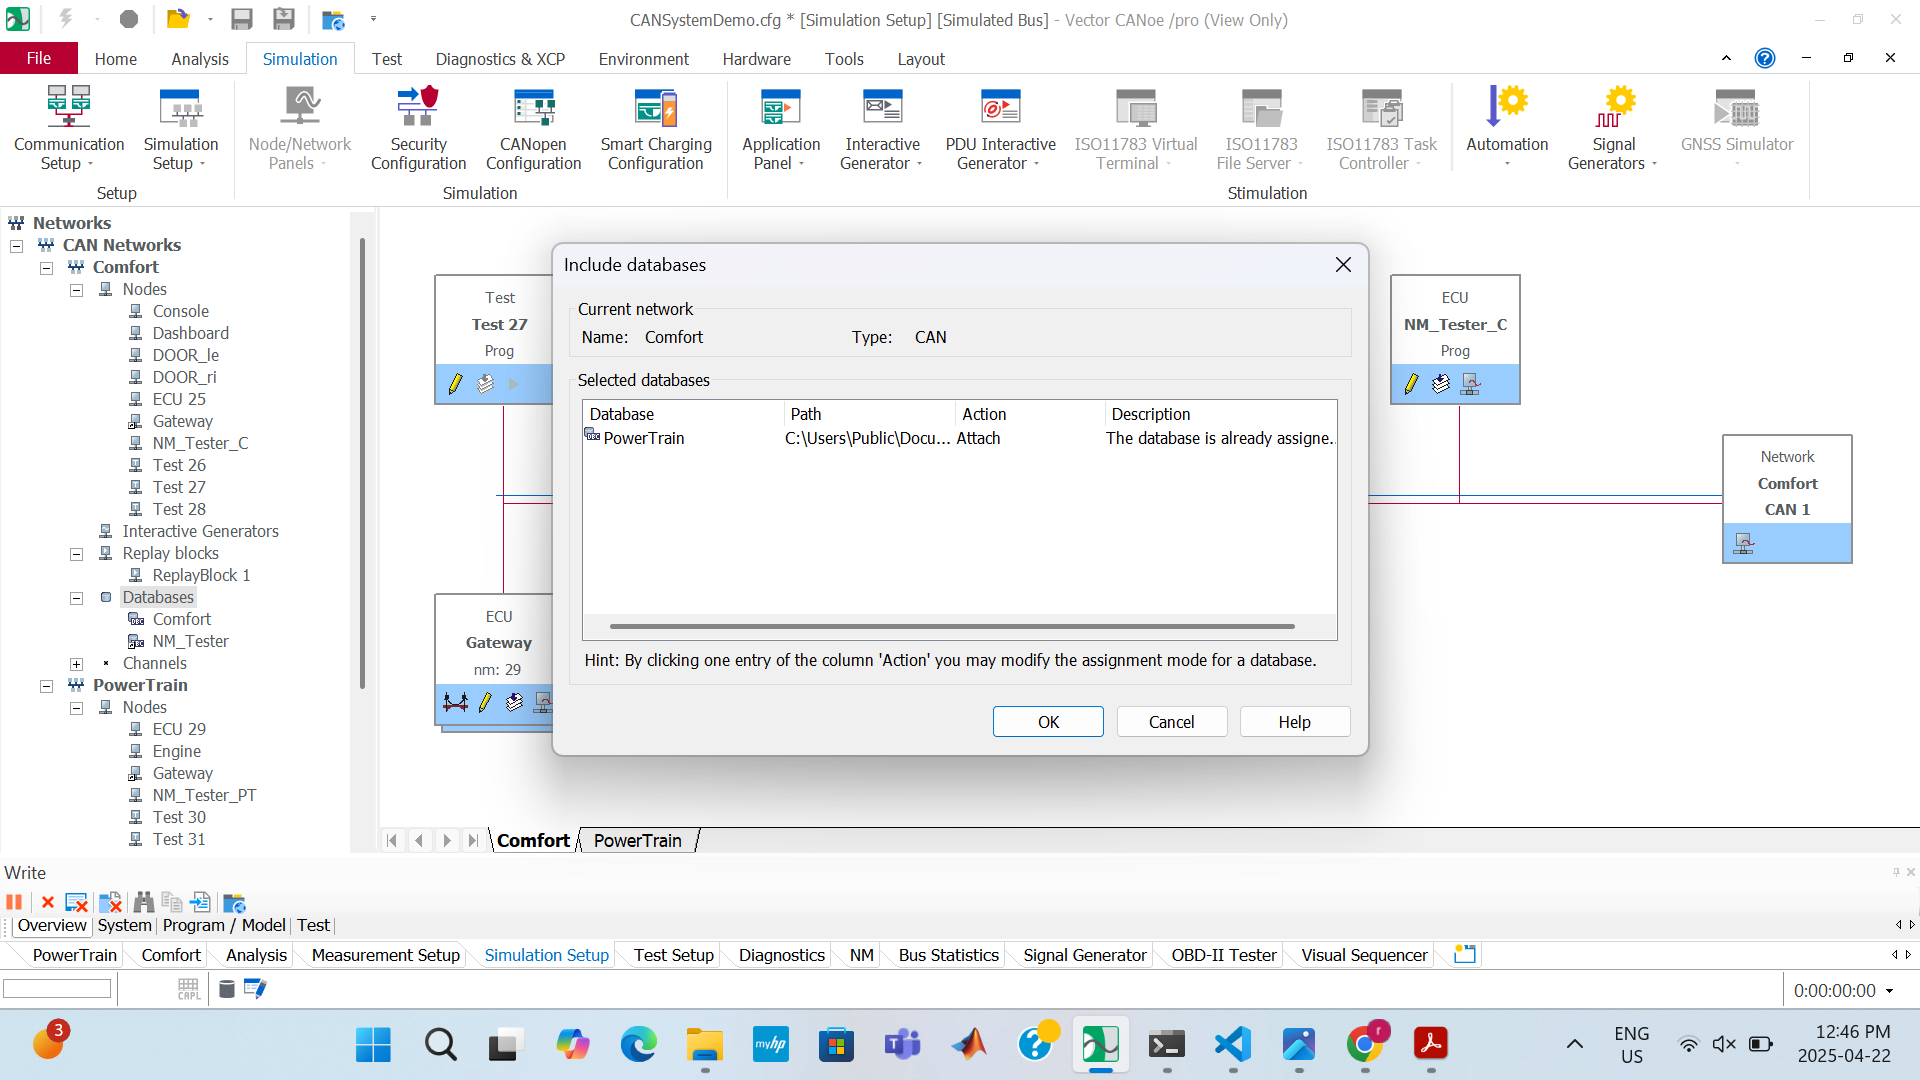 CANSystemDemo.cfg * [Simulation Setup] [Simulated Bus] - Vector CANoe /pro (View Only)
File Home Analysis Simulation Test Diagnostics & XCP Environment Hardware Tools Layout
Communication Setup
Simulation Setup
Node/Network Panels
Security Configuration
CANopen Configuration
Smart Charging Configuration
Application Panel
Interactive Generator
PDU Interactive Generator
ISO11783 Virtual Terminal
ISO11783 File Server
ISO11783 Task Controller
Automation
Signal Generators
GNSS Simulator
Setup Simulation Stimulation
Networks
CAN Networks
Comfort
Nodes
Console
Dashboard
DOOR_le
DOOR_ri
ECU 25
Gateway
NM_Tester_C
Test 26
Test 27
Test 28
Interactive Generators
Replay blocks
ReplayBlock 1
Databases
Comfort
NM_Tester
Channels
PowerTrain
Nodes
ECU 29
Engine
Gateway
NM_Tester_PT
Test 30
Test 31
Test
Test 27
Prog
ECU
Gateway
nm: 29
Include databases
Current network
Name: Comfort Type: CAN
Selected databases
Database Path Action Description
PowerTrain C:\Users\Public\Docu... Attach The database is already assigne..
Hint: By clicking one entry of the column 'Action' you may modify the assignment mode for a database.
OK Cancel Help
ECU
NM_Tester_C
Prog
Network
Comfort
CAN 1
Comfort PowerTrain
Write
Overview System Program / Model Test
PowerTrain Comfort Analysis Measurement Setup Simulation Setup Test Setup Diagnostics NM Bus Statistics Signal Generator OBD-II Tester Visual Sequencer
CAPL
0:00:00:00
3
myhp
r
ENG
US
12:46 PM
2025-04-22